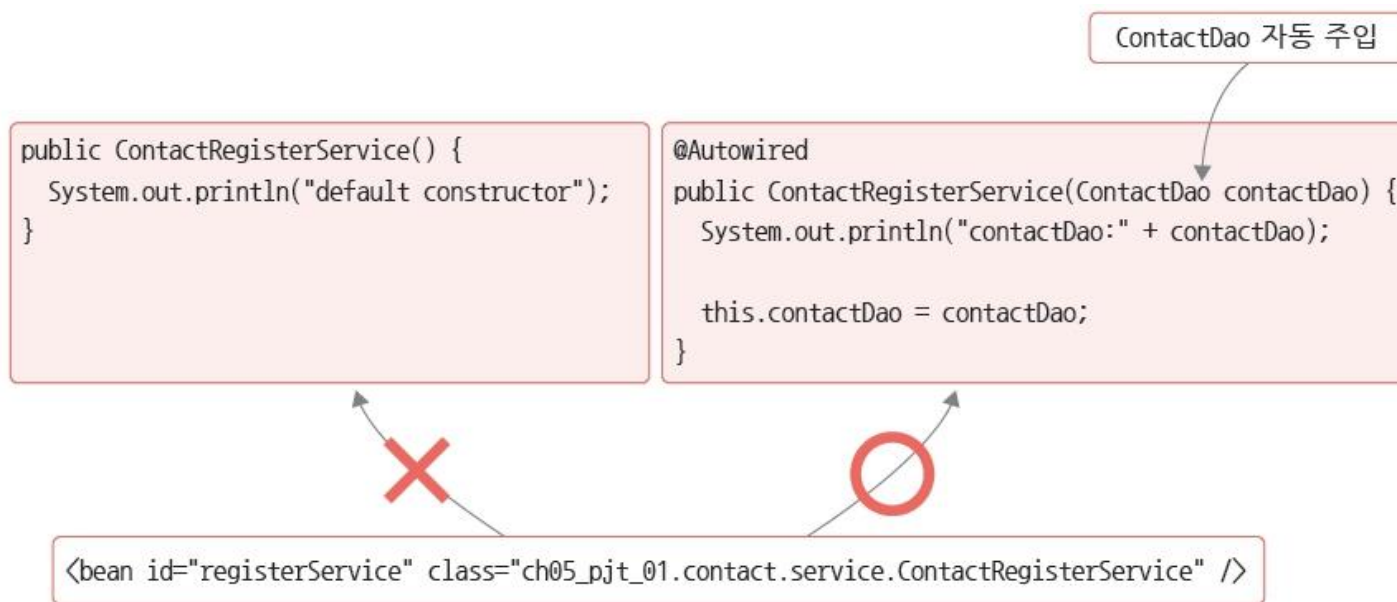 ContactDao 자동 주입
public ContactRegisterService() {
  System.out.println("default constructor");
}
@Autowired
public ContactRegisterService(ContactDao contactDao) {
  System.out.println("contactDao:" + contactDao);
  this.contactDao = contactDao;
}
<bean id="registerService" class="ch05_pjt_01.contact.service.ContactRegisterService" />